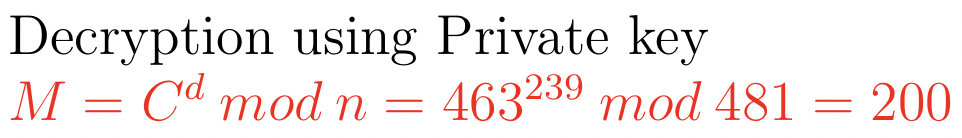 Decryption using Private key
M = C^d mod n = 463^239 mod 481 = 200